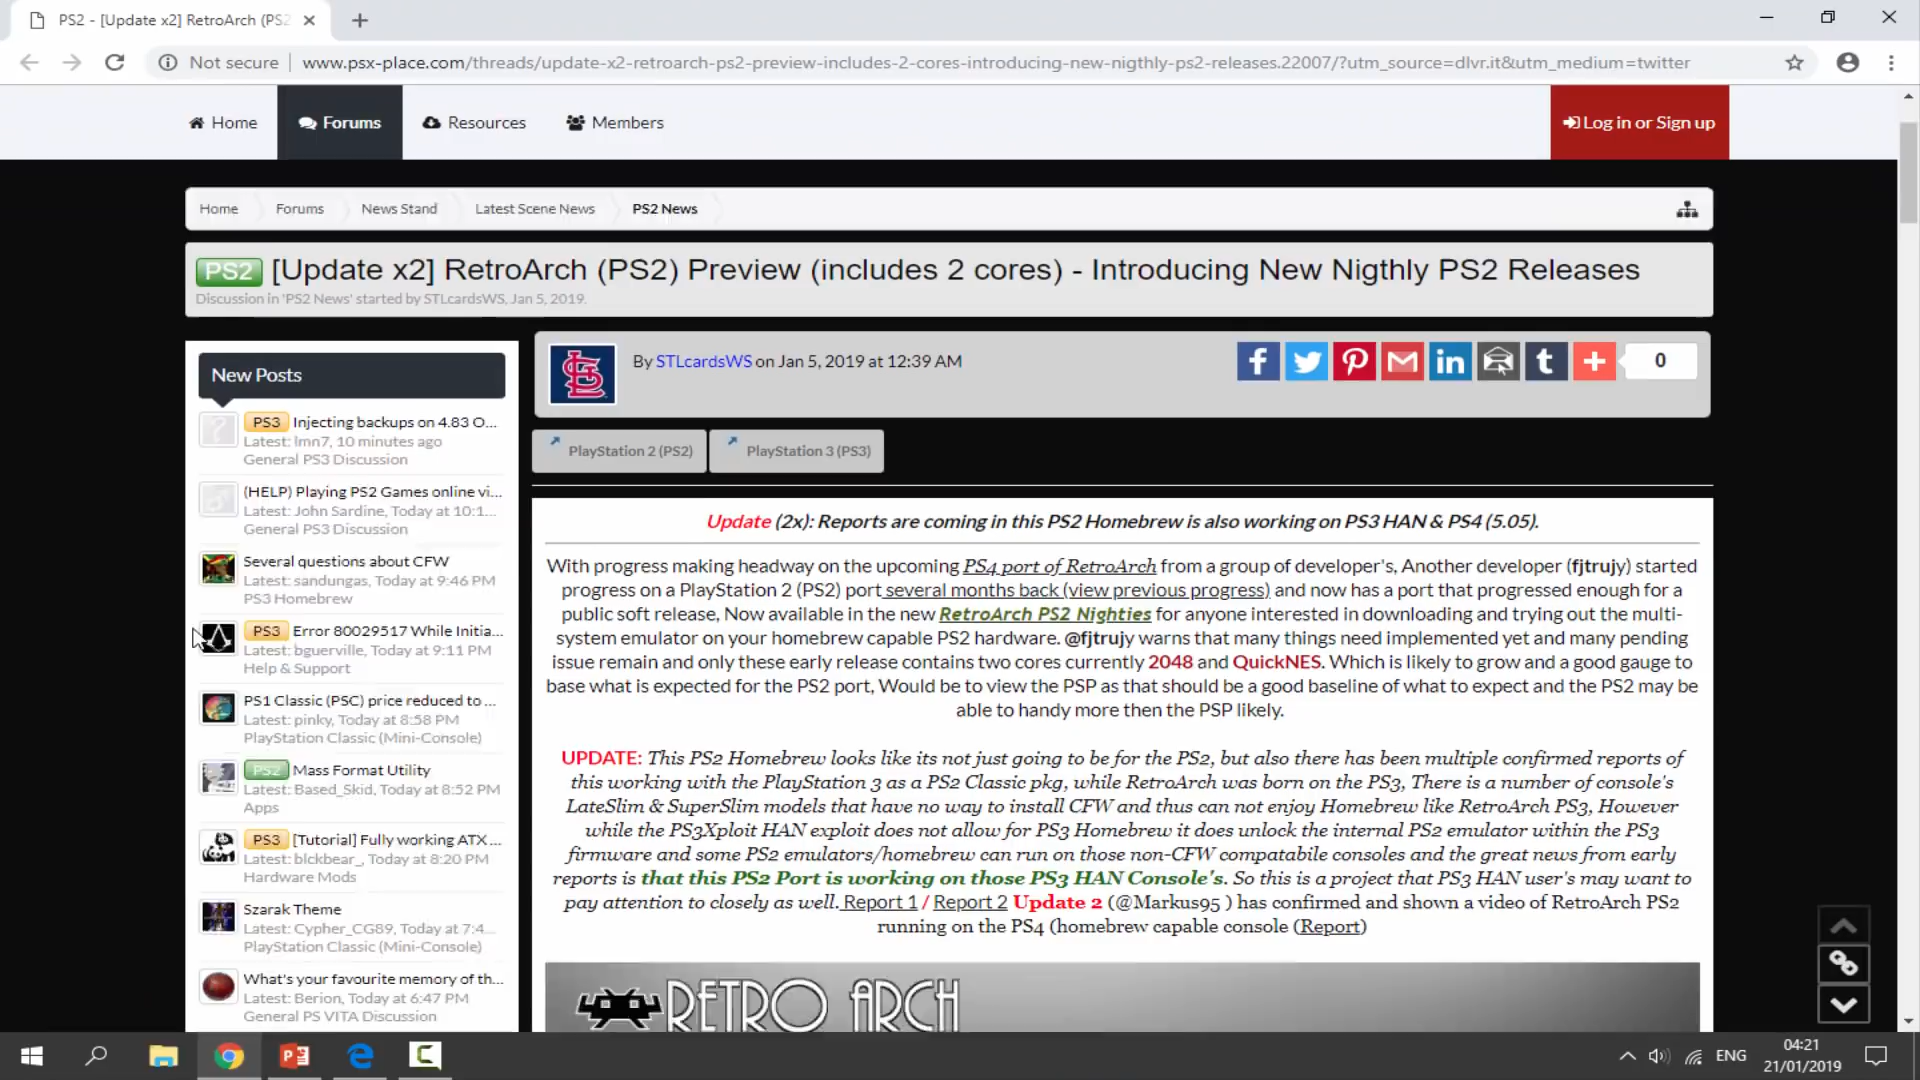 PS2 - [Update x2] RetroArch (PS2
Not secure
www.psx-place.com/threads/update-x2-retroarch-ps2-preview-includes-2-cores-introducing-new-nigthly-ps2-releases.22007/?utm_source=dlvr.it&utm_medium=twitter
Home
Forums
Resources
Members
Log in or Sign up
Home
Forums
News Stand
Latest Scene News
PS2 News
PS2 [Update x2] RetroArch (PS2) Preview (includes 2 cores) - Introducing New Nigthly PS2 Releases
Discussion in 'PS2 News' started by STLcardsWS, Jan 5, 2019.
New Posts
PS3 Injecting backups on 4.83 O...
Latest: lmn7, 10 minutes ago
General PS3 Discussion
(HELP) Playing PS2 Games online vi...
Latest: John Sardine, Today at 10:1...
General PS3 Discussion
Several questions about CFW
Latest: sandungas, Today at 9:46 PM
PS3 Homebrew
PS3 Error 80029517 While Initia...
Latest: bguerville, Today at 9:11 PM
Help & Support
PS1 Classic (PSC) price reduced to ...
Latest: pinky, Today at 8:58 PM
PlayStation Classic (Mini-Console)
PS2 Mass Format Utility
Latest: Based_Skid, Today at 8:52 PM
Apps
PS3 [Tutorial] Fully working ATX ...
Latest: blckbear_, Today at 8:20 PM
Hardware Mods
Szarak Theme
Latest: Cypher_CG89, Today at 7:4...
PlayStation Classic (Mini-Console)
What's your favourite memory of th...
Latest: Berion, Today at 6:47 PM
General PS VITA Discussion
By STLcardsWS on Jan 5, 2019 at 12:39 AM
0
PlayStation 2 (PS2)
PlayStation 3 (PS3)
Update (2x): Reports are coming in this PS2 Homebrew is also working on PS3 HAN & PS4 (5.05).
With progress making headway on the upcoming PS4 port of RetroArch from a group of developer's, Another developer (fjtrujy) started
progress on a PlayStation 2 (PS2) port several months back (view previous progress) and now has a port that progressed enough for a
public soft release, Now available in the new RetroArch PS2 Nighties for anyone interested in downloading and trying out the multi-
system emulator on your homebrew capable PS2 hardware. @fjtrujy warns that many things need implemented yet and many pending
issue remain and only these early release contains two cores currently 2048 and QuickNES. Which is likely to grow and a good gauge to
base what is expected for the PS2 port, Would be to view the PSP as that should be a good baseline of what to expect and the PS2 may be
able to handy more then the PSP likely.
UPDATE: This PS2 Homebrew looks like its not just going to be for the PS2, but also there has been multiple confirmed reports of
this working with the PlayStation 3 as a PS2 Classic pkg, while RetroArch was born on the PS3, There is a number of console's
LateSlim & SuperSlim models that have no way to install CFW and thus can not enjoy Homebrew like RetroArch PS3, However
while the PS3Xploit HAN exploit does not allow for PS3 Homebrew it does unlock the internal PS2 emulator within the PS3
firmware and some PS2 emulators/homebrew can run on those non-CFW compatabile consoles and the great news from early
reports is that this PS2 Port is working on those PS3 HAN Console's. So this is a project that PS3 HAN user's may want to
pay attention to closely as well. Report 1 / Report 2 Update 2 (@Markus95 ) has confirmed and shown a video of RetroArch PS2
running on the PS4 (homebrew capable console (Report)
RETRO ARCH
ENG
04:21
21/01/2019